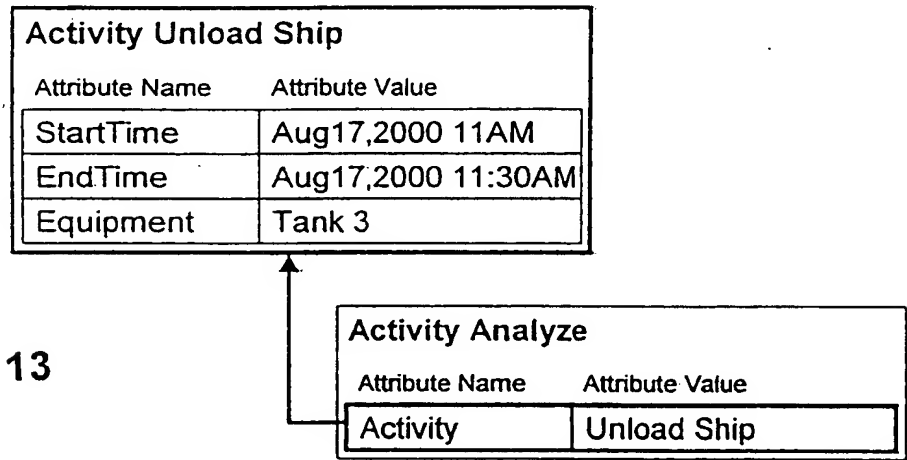 Activity Unload Ship
Attribute Name Attribute Value
StartTime Aug17,2000 11AM
EndTime Aug17,2000 11:30AM
Equipment Tank 3
13
Activity Analyze
Attribute Name Attribute Value
Activity Unload Ship